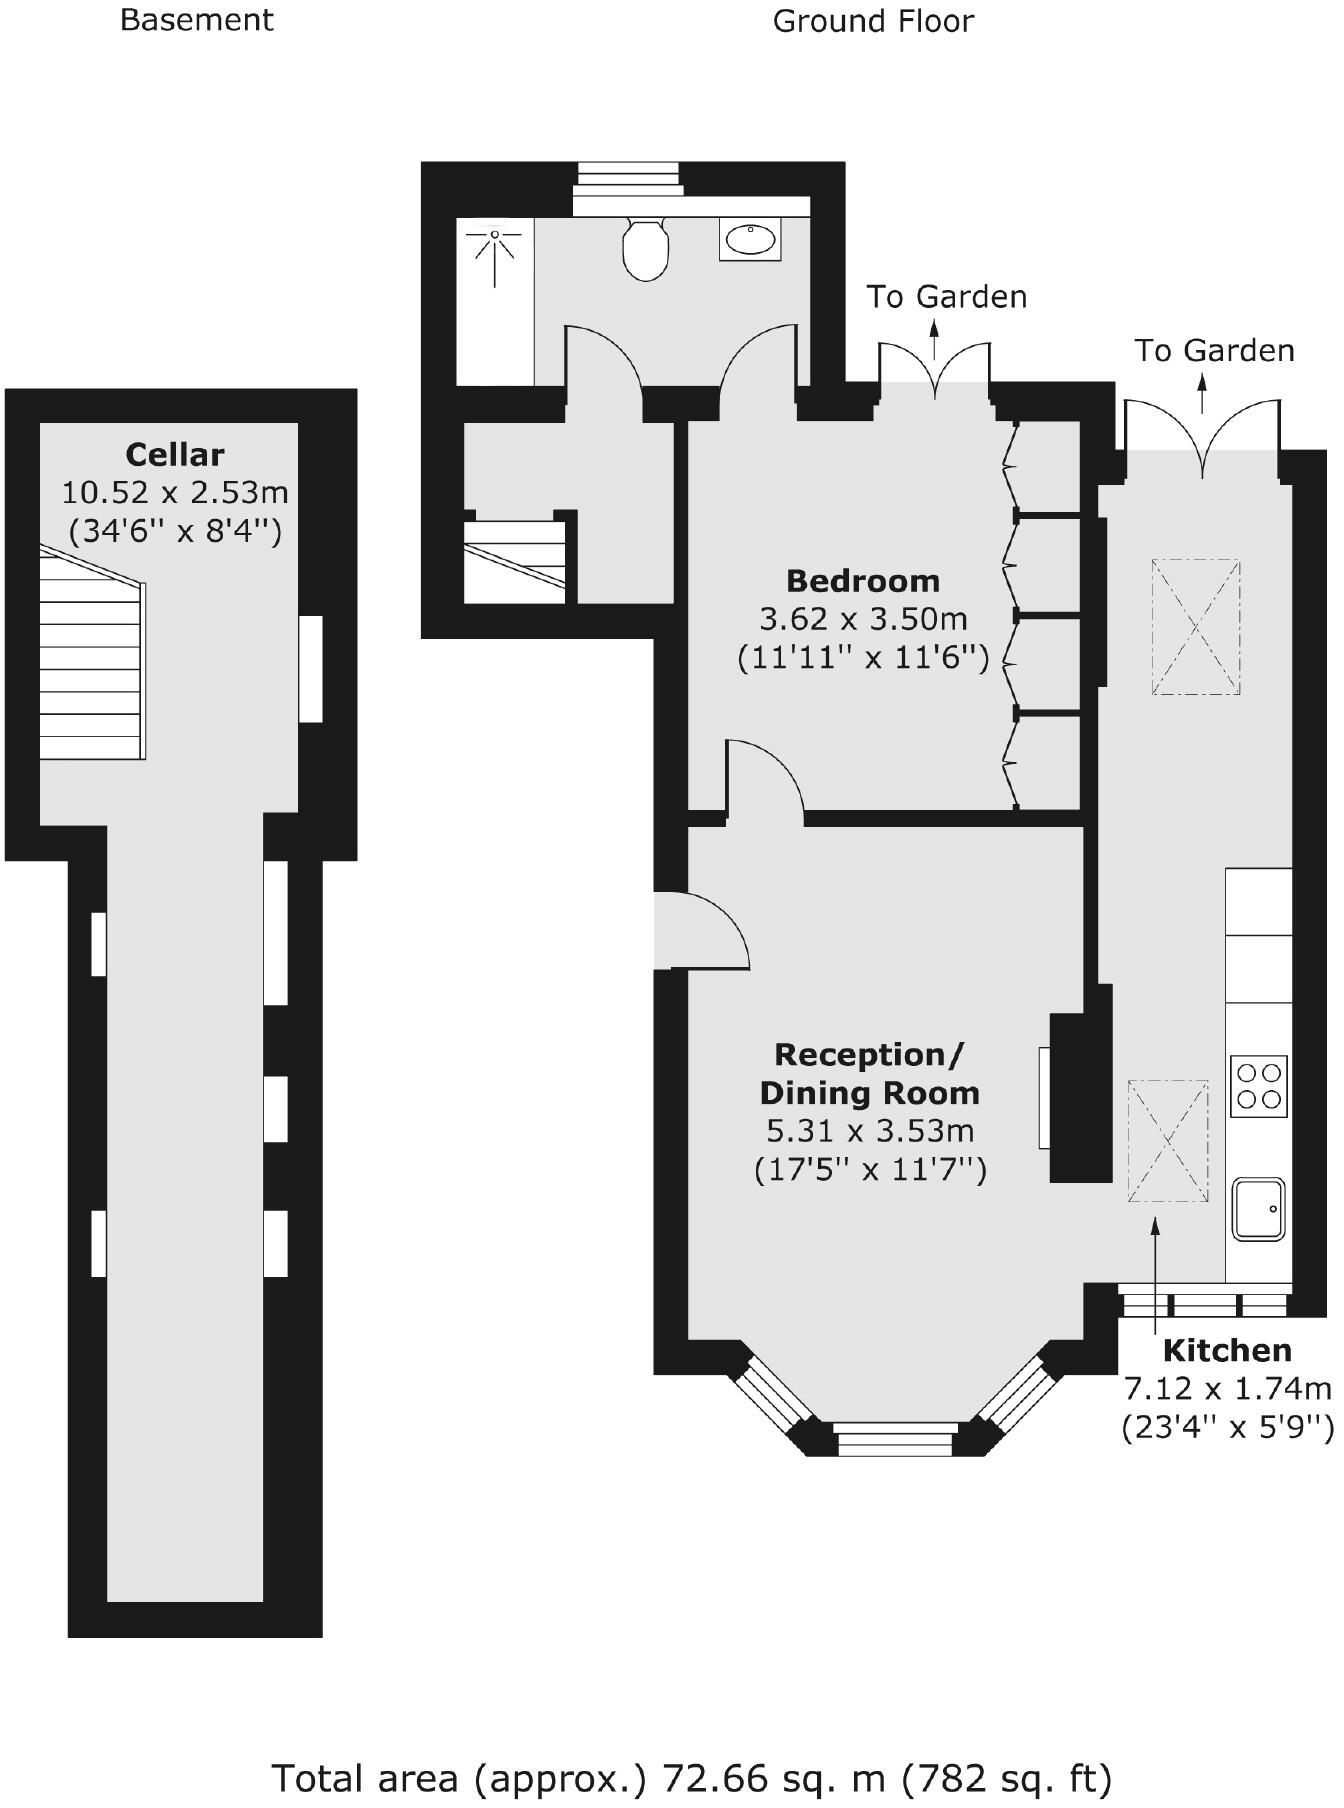 Basement
Ground Floor
To Garden
To Garden
Cellar
10.52 x 2.53m
(34'6'' x 8'4'')
Bedroom
3.62 x 3.50m
(11'11'' x 11'6'')
Reception/
Dining Room
5.31 x 3.53m
(17'5'' x 11'7'')
Kitchen
7.12 x 1.74m
(23'4'' x 5'9'')
Total area (approx.) 72.66 sq. m (782 sq. ft)